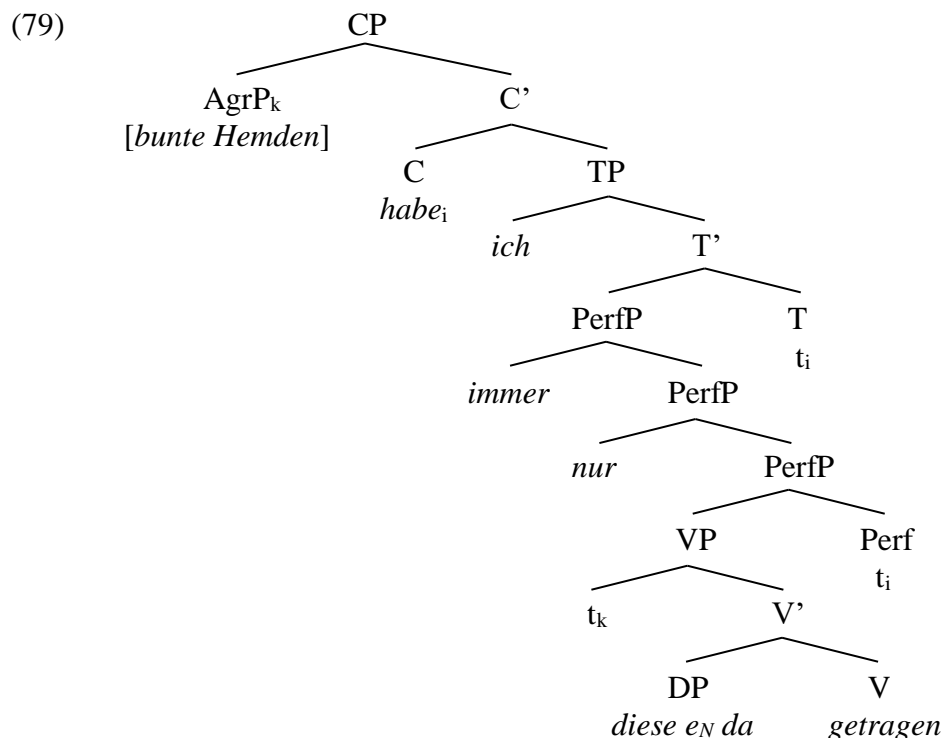 (79) CP
AgrPₖ C’
[bunte Hemden]
C TP
habeᵢ
ich T’
PerfP T
tᵢ
immer PerfP
nur PerfP
VP Perf
tᵢ
tₖ V’
DP V
diese eN da getragen